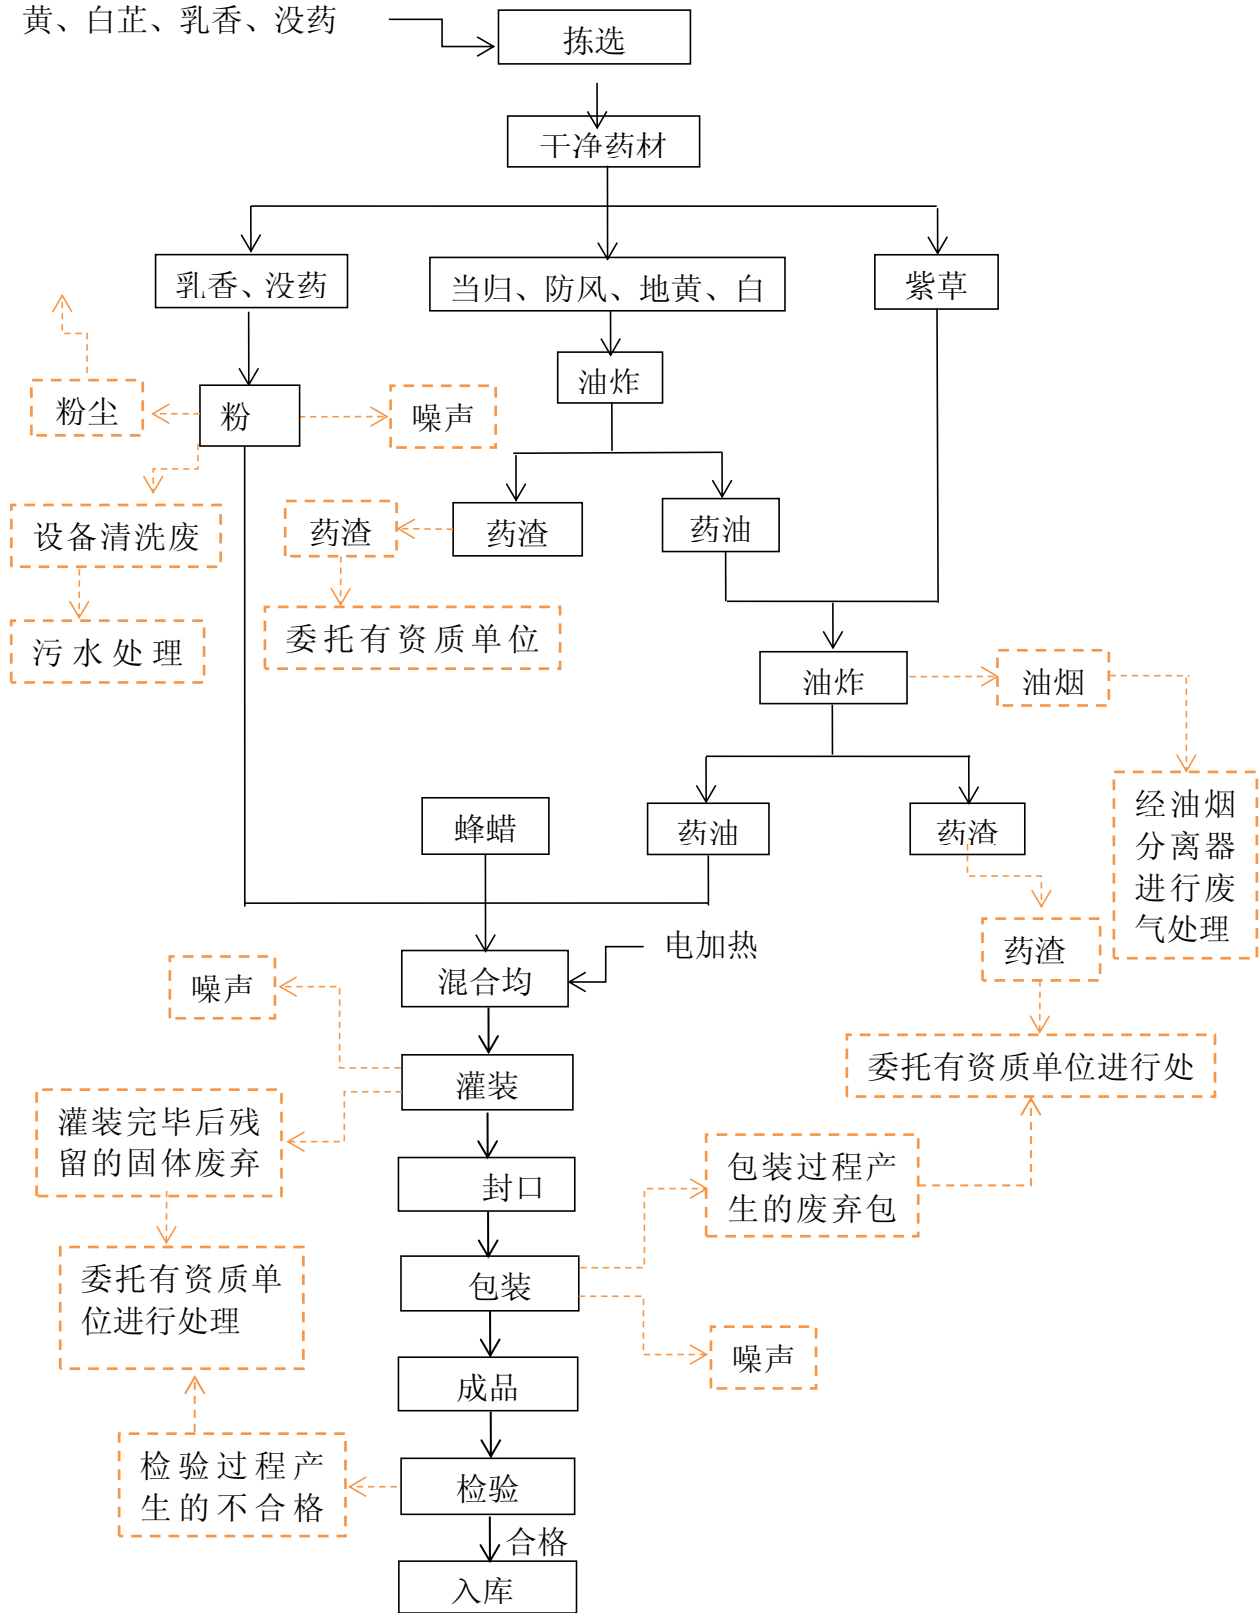 黄、白芷、乳香、没药
拣选
干净药材
乳香、没药
当归、防风、地黄、白
紫草
油炸
粉尘
粉
噪声
设备清洗废
药渣
药渣
药油
污水处理
委托有资质单位
油炸
油烟
经油烟
分离器
进行废
气处理
蜂蜡
药油
药渣
药渣
电加热
混合均
噪声
灌装
委托有资质单位进行处
灌装完毕后残
留的固体废弃
封口
包装过程产
生的废弃包
委托有资质单
位进行处理
包装
噪声
成品
检验过程产
生的不合格
检验
合格
入库